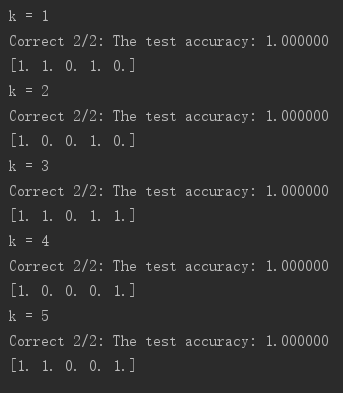 k = 1
Correct 2/2: The test accuracy: 1.000000
[1. 1. 0. 1. 0.]
k = 2
Correct 2/2: The test accuracy: 1.000000
[1. 0. 0. 1. 0.]
k = 3
Correct 2/2: The test accuracy: 1.000000
[1. 1. 0. 1. 1.]
k = 4
Correct 2/2: The test accuracy: 1.000000
[1. 0. 0. 0. 1.]
k = 5
Correct 2/2: The test accuracy: 1.000000
[1. 1. 0. 0. 1.]